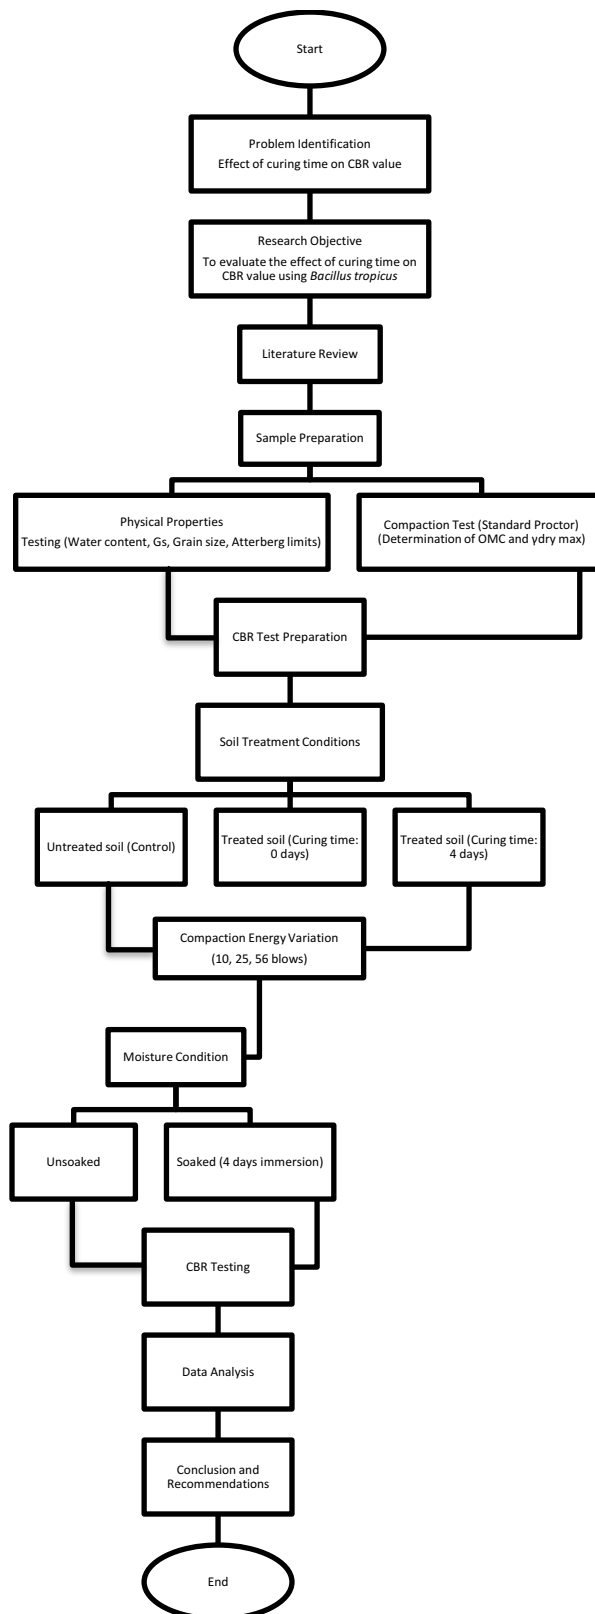 Start
Problem Identification
Effect of curing time on CBR value
Research Objective
To evaluate the effect of curing time on
CBR value using Bacillus tropicus
Literature Review
Sample Preparation
Physical Properties
Testing (Water content, Gs, Grain size, Atterberg limits)
Compaction Test (Standard Proctor)
(Determination of OMC and γdry max)
CBR Test Preparation
Soil Treatment Conditions
Untreated soil (Control)
Treated soil (Curing time:
0 days)
Treated soil (Curing time:
4 days)
Compaction Energy Variation
(10, 25, 56 blows)
Moisture Condition
Unsoaked
Soaked (4 days immersion)
CBR Testing
Data Analysis
Conclusion and
Recommendations
End